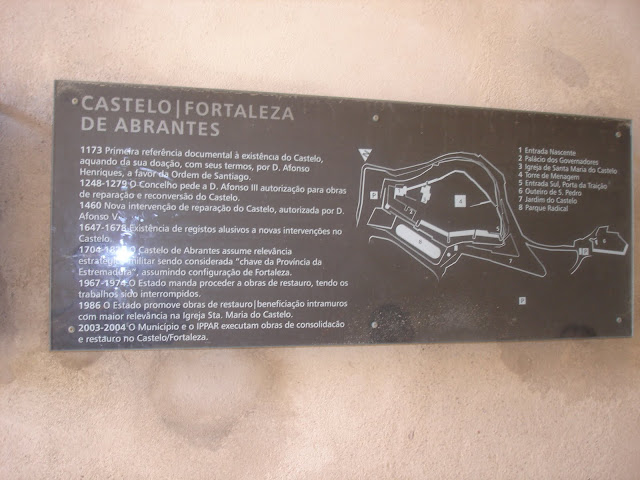 CASTELO|FORTALEZA
DE ABRANTES
1173 Primeira referência documental à existência do Castelo,
aquando da sua doação, com seus termos, por D. Afonso
Henriques, a favor da Ordem de Santiago.
1248-1279 O Concelho pede a D. Afonso III autorização para obras
de reparação e reconversão do Castelo.
1460 Nova intervenção de reparação do Castelo, autorizada por D.
Afonso V.
1647-1678 Existência de registos alusivos a novas intervenções no
Castelo.
O Castelo de Abrantes assume relevância
militar sendo considerada "chave da Província da
Estremadura", assumindo configuração de Fortaleza.
1967-1974 O Estado manda proceder a obras de restauro, tendo os
trabalhos sido interrompidos.
1986 O Estado promove obras de restauro|beneficiação intramuros
com maior relevância na Igreja Sta. Maria do Castelo.
2003-2004 O Município e o IPPAR executam obras de consolidação
e restauro no Castelo/Fortaleza.
P
4
P
1 Entrada Nascente
2 Palácio dos Governadores
3 Igreja de Santa Maria do Castelo
4 Torre de Menagem
5 Entrada Sul, Porta da Traição
6 Outeiro de S. Pedro
7 Jardim do Castelo
8 Parque Radical